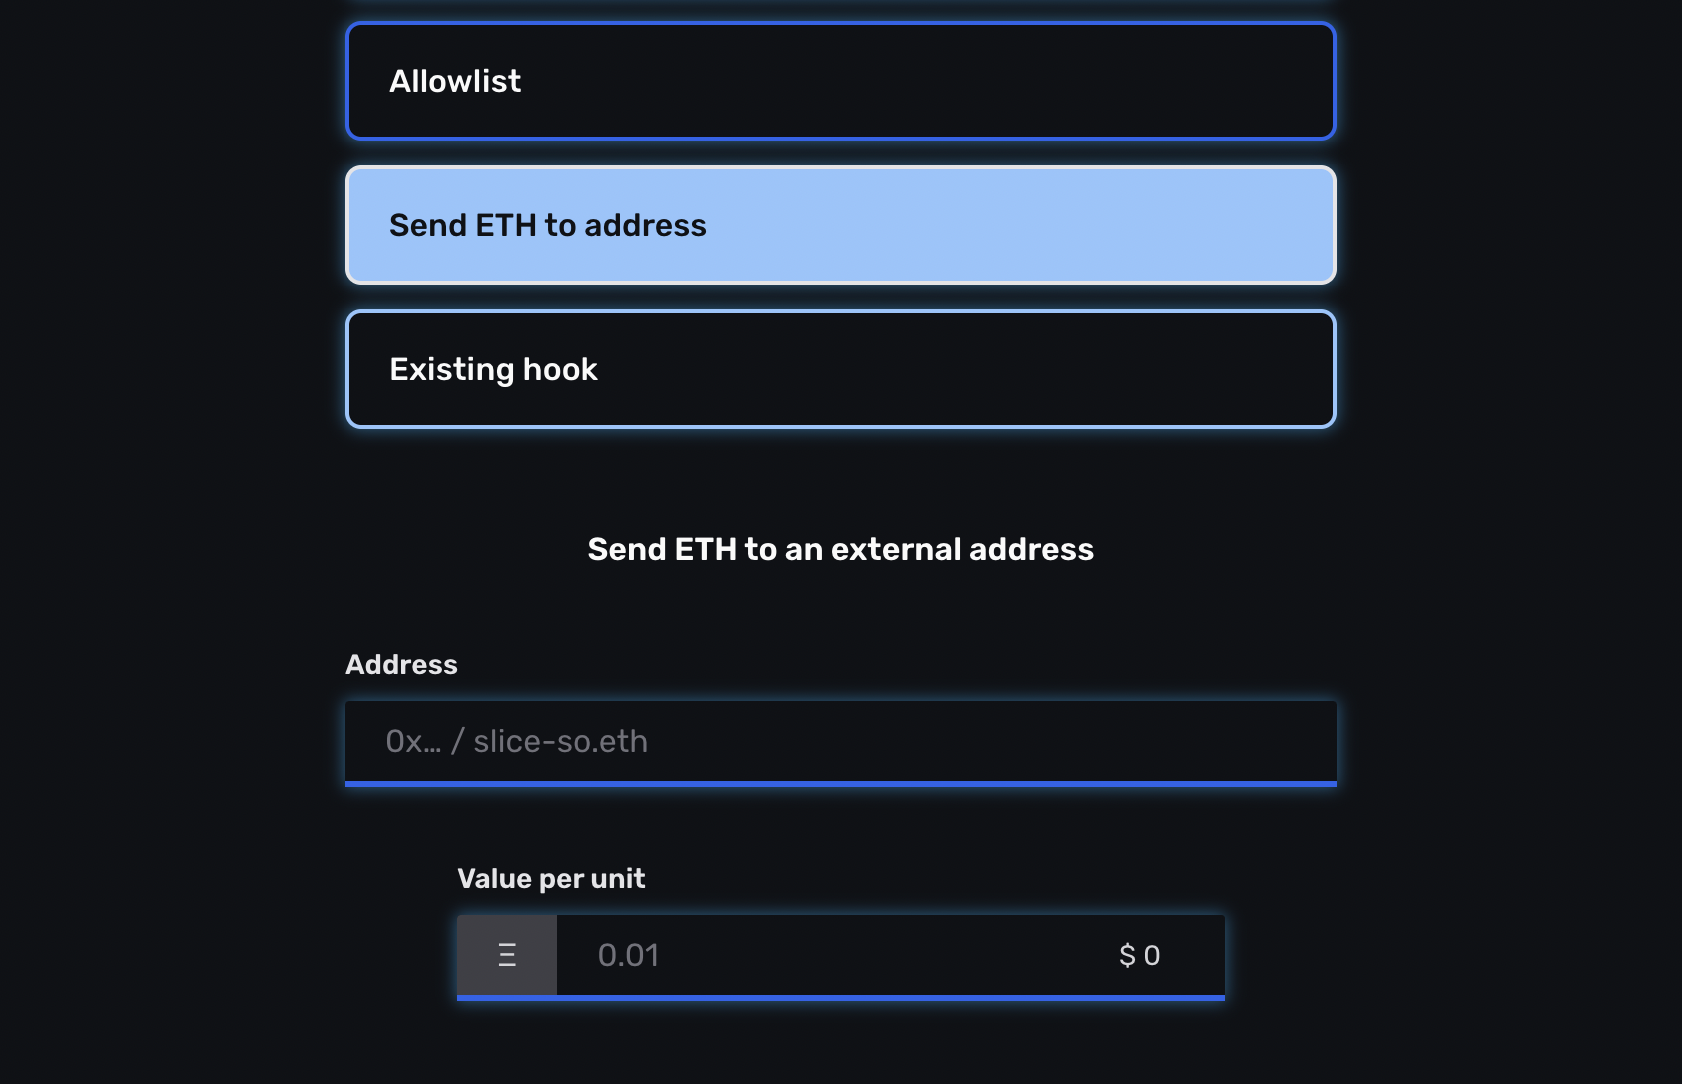 Allowlist
Send ETH to address
Existing hook
Send ETH to an external address
Address
0x… / slice-so.eth
Value per unit
Ξ 0.01 $ 0